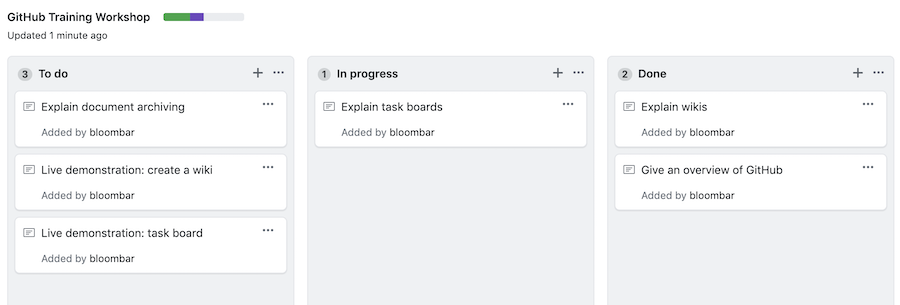 GitHub Training Workshop
Updated 1 minute ago
3 To do
Explain document archiving
Added by bloombar
Live demonstration: create a wiki
Added by bloombar
Live demonstration: task board
Added by bloombar
1 In progress
Explain task boards
Added by bloombar
2 Done
Explain wikis
Added by bloombar
Give an overview of GitHub
Added by bloombar